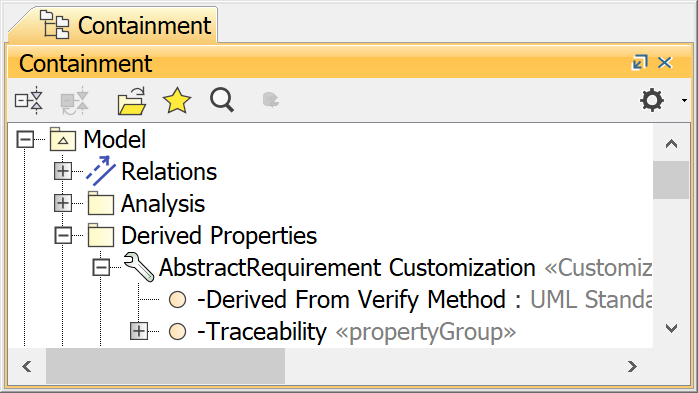 Containment
Containment
Model
Relations
Analysis
Derived Properties
AbstractRequirement Customization «Customiz
-Derived From Verify Method : UML Standa
-Traceability «propertyGroup»